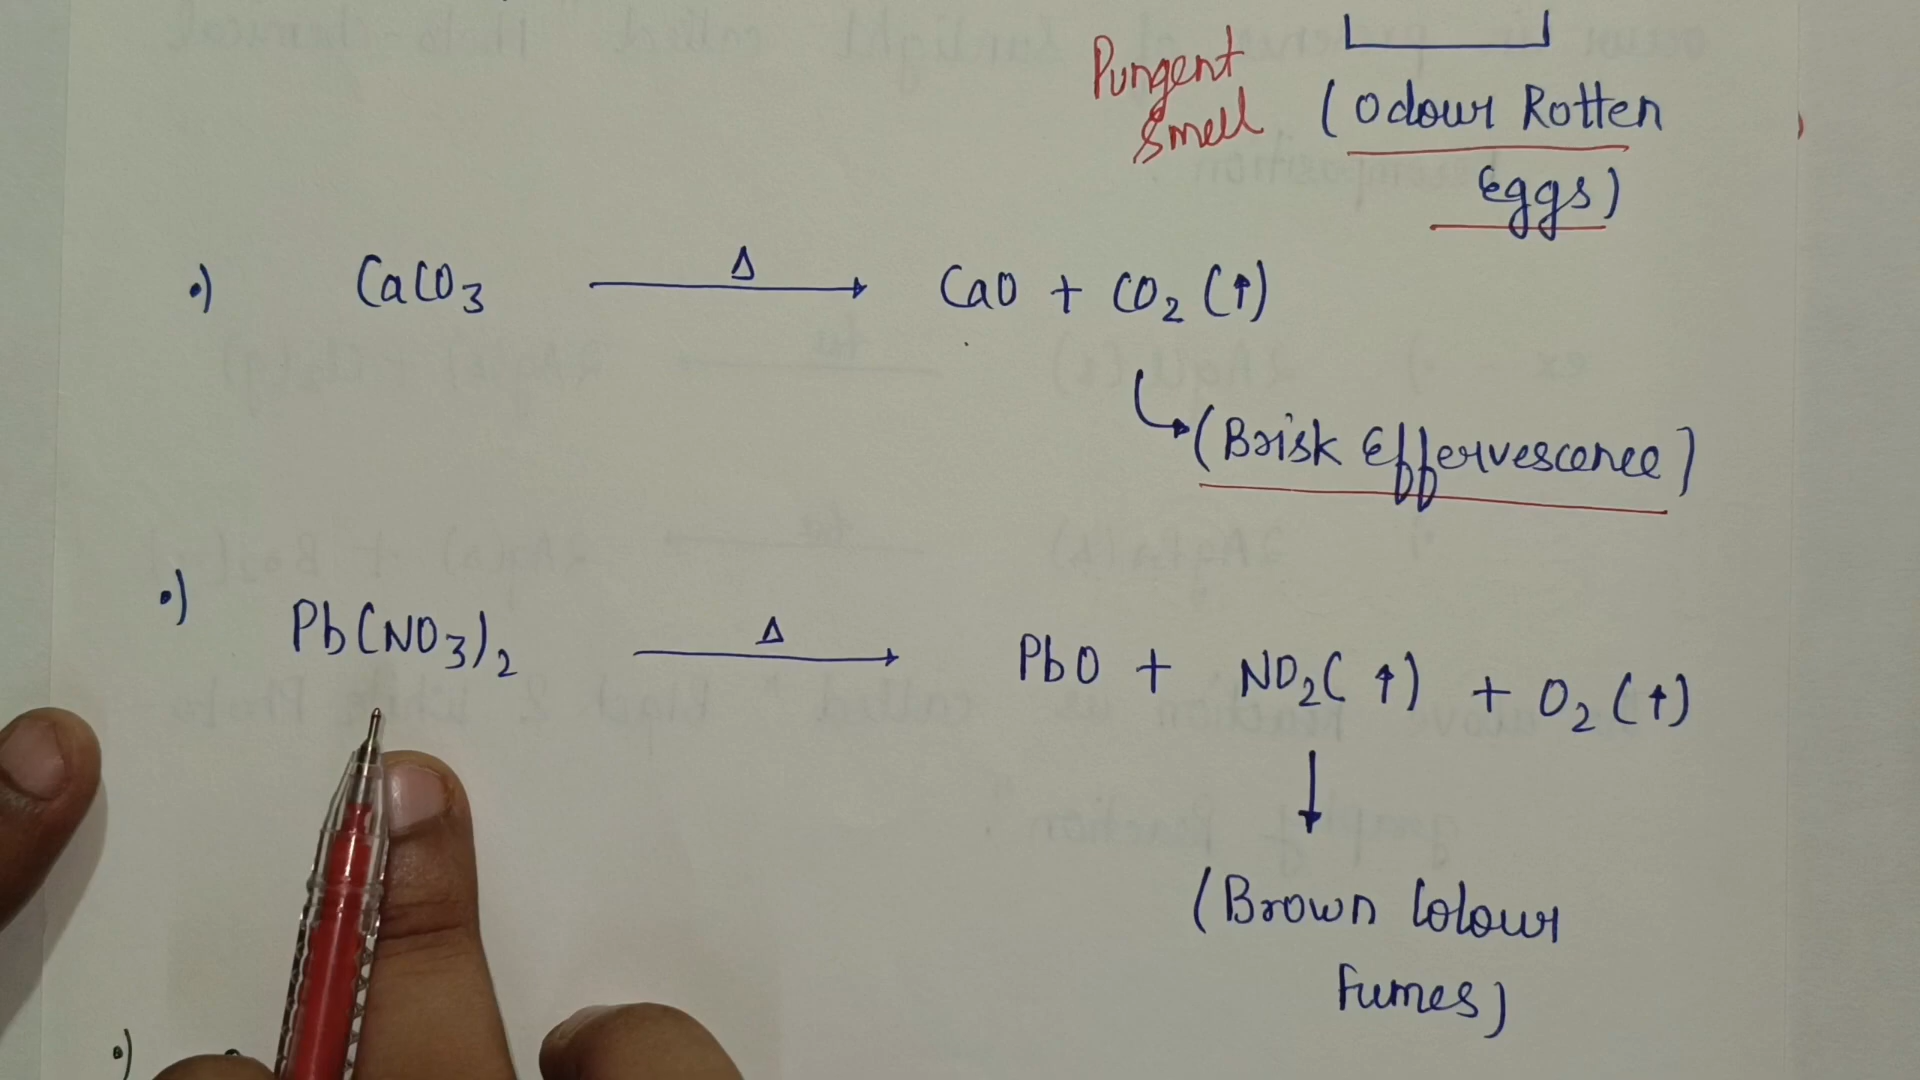 Pungent
Smell
(Odour Rotten
Eggs)
•) CaCO3 Δ→ CaO + CO2 (↑)
(Brisk Effervescence)
•) Pb(NO3)2 Δ→ PbO + NO2(↑) + O2(↑)
(Brown Colour
Fumes)
•)